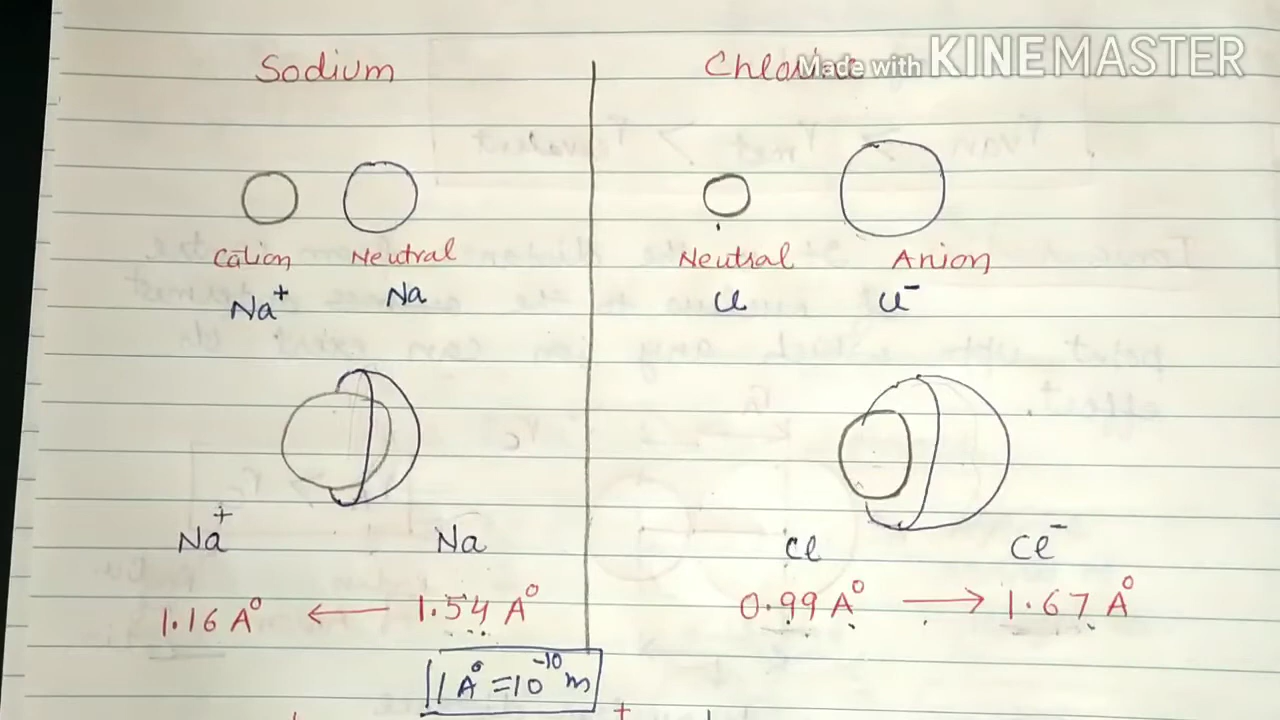 Sodium
Chlorine
Made with KINEMASTER
Cation Neutral
Na⁺ Na
Neutral Anion
Cl Cl⁻
Na⁺ Na
1.16 A° ← 1.54 A°
Cl Cl⁻
0.99 A° → 1.67 A°
1 A° = 10⁻¹⁰ m